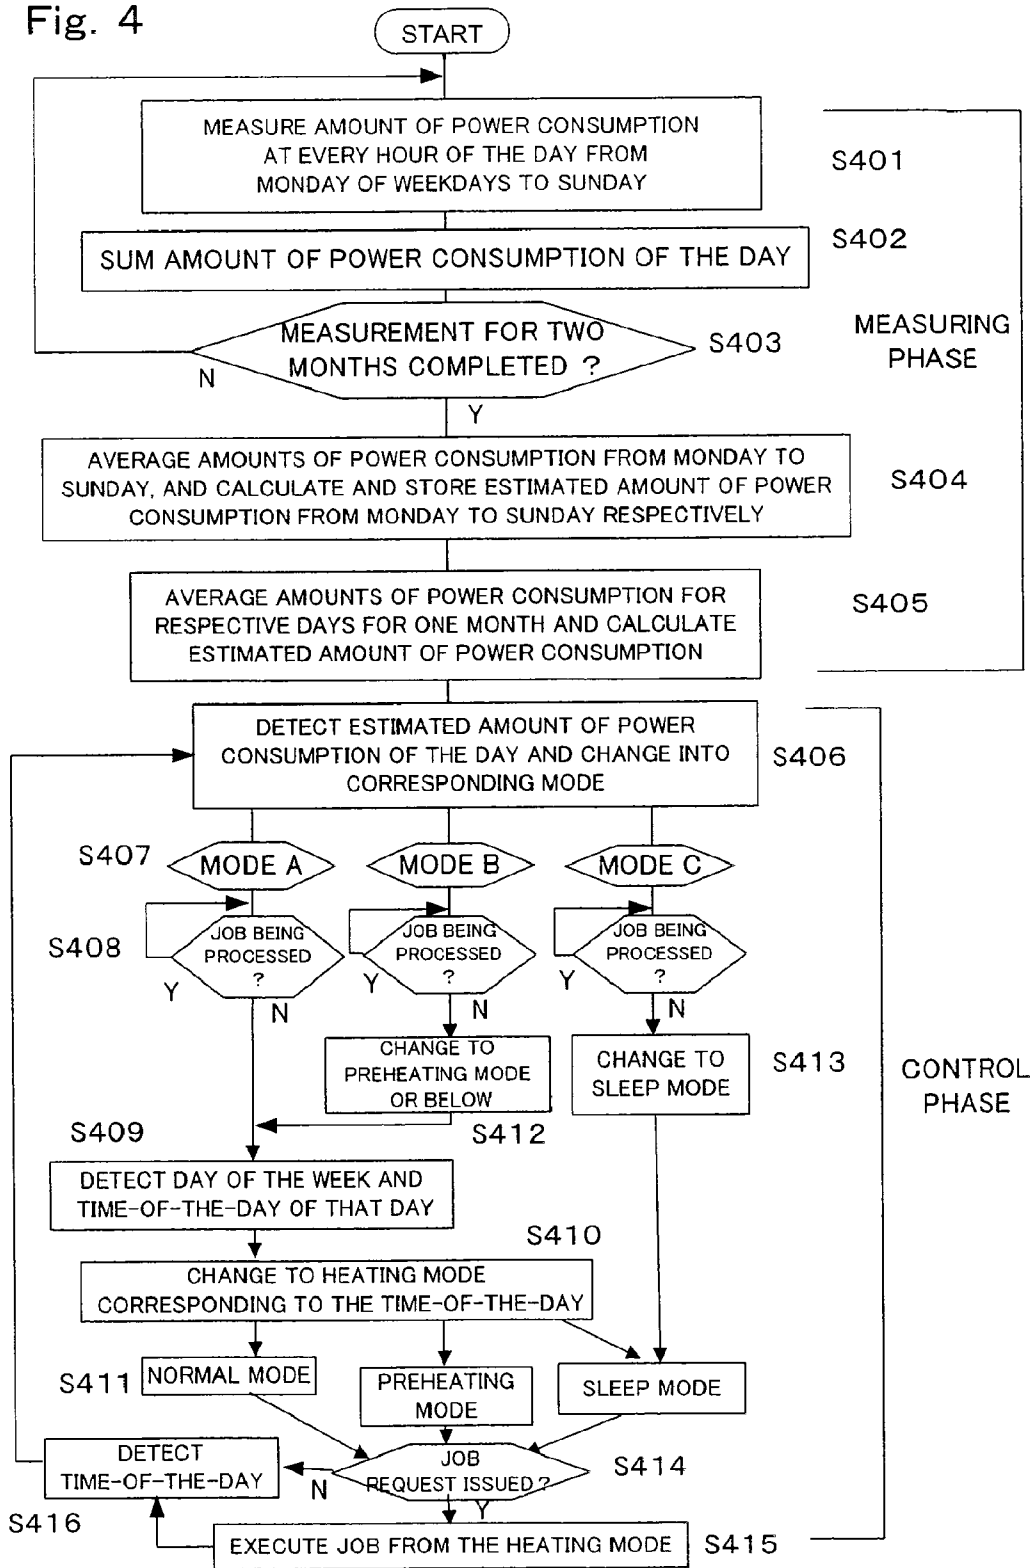 Fig. 4
START
MEASURE AMOUNT OF POWER CONSUMPTION
AT EVERY HOUR OF THE DAY FROM
MONDAY OF WEEKDAYS TO SUNDAY
S401
SUM AMOUNT OF POWER CONSUMPTION OF THE DAY
S402
MEASUREMENT FOR TWO
MONTHS COMPLETED ?
S403
N
Y
MEASURING
PHASE
AVERAGE AMOUNTS OF POWER CONSUMPTION FROM MONDAY TO
SUNDAY, AND CALCULATE AND STORE ESTIMATED AMOUNT OF POWER
CONSUMPTION FROM MONDAY TO SUNDAY RESPECTIVELY
S404
AVERAGE AMOUNTS OF POWER CONSUMPTION FOR
RESPECTIVE DAYS FOR ONE MONTH AND CALCULATE
ESTIMATED AMOUNT OF POWER CONSUMPTION
S405
DETECT ESTIMATED AMOUNT OF POWER
CONSUMPTION OF THE DAY AND CHANGE INTO
CORRESPONDING MODE
S406
S407
MODE A
MODE B
MODE C
S408
JOB BEING
PROCESSED
?
Y
N
JOB BEING
PROCESSED
?
Y
N
JOB BEING
PROCESSED
?
Y
N
CHANGE TO
PREHEATING MODE
OR BELOW
S412
CHANGE TO
SLEEP MODE
S413
CONTROL
PHASE
S409
DETECT DAY OF THE WEEK AND
TIME-OF-THE-DAY OF THAT DAY
S410
CHANGE TO HEATING MODE
CORRESPONDING TO THE TIME-OF-THE-DAY
S411
NORMAL MODE
PREHEATING
MODE
SLEEP MODE
JOB
REQUEST ISSUED ?
S414
N
Y
DETECT
TIME-OF-THE-DAY
S416
EXECUTE JOB FROM THE HEATING MODE
S415